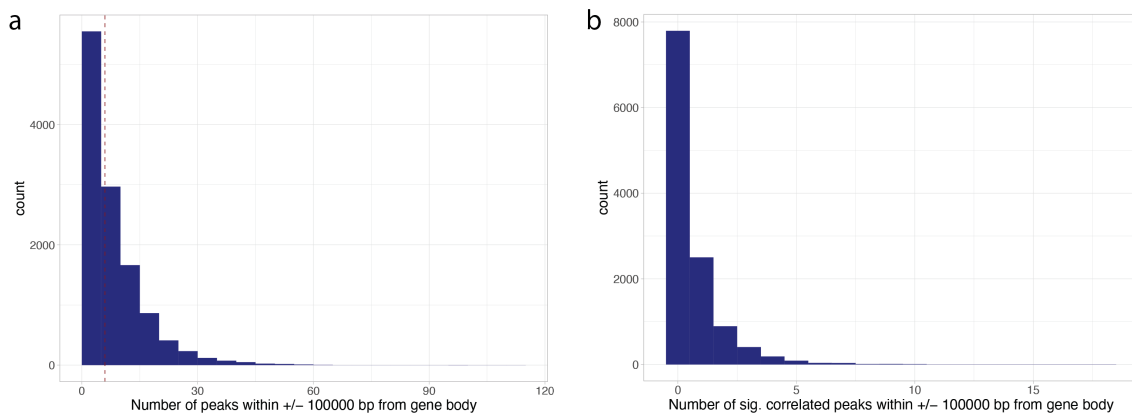 a
4000
2000
0
count
0 30 60 90 120
Number of peaks within +/− 100000 bp from gene body
b
8000
6000
4000
2000
0
count
0 5 10 15
Number of sig. correlated peaks within +/− 100000 bp from gene body